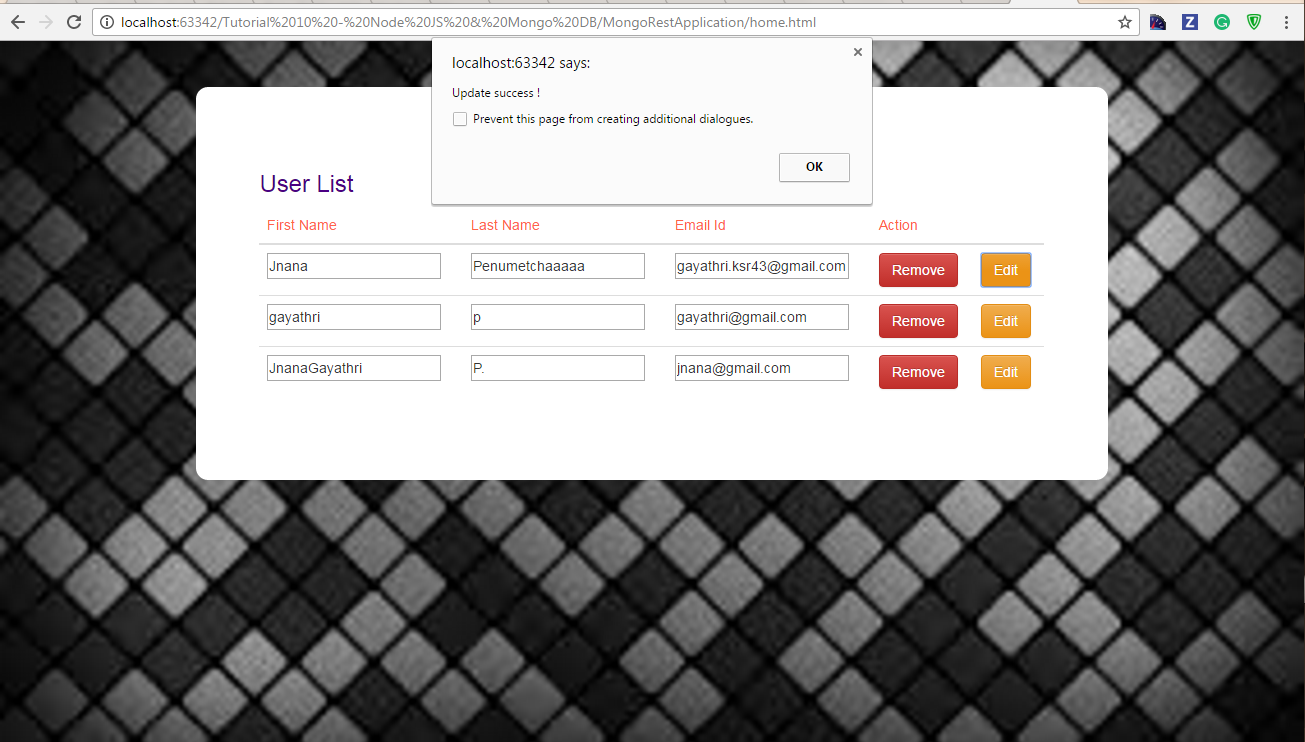 localhost:63342/Tutorial%2010%20-%20Node%20JS%20&%20Mongo%20DB/MongoRestApplication/home.html
Z
G
localhost:63342 says:
Update success !
Prevent this page from creating additional dialogues.
OK
User List
First Name Last Name Email Id Action
Jnana Penumetchaaaaa gayathri.ksr43@gmail.com Remove Edit
gayathri p gayathri@gmail.com Remove Edit
JnanaGayathri P. jnana@gmail.com Remove Edit